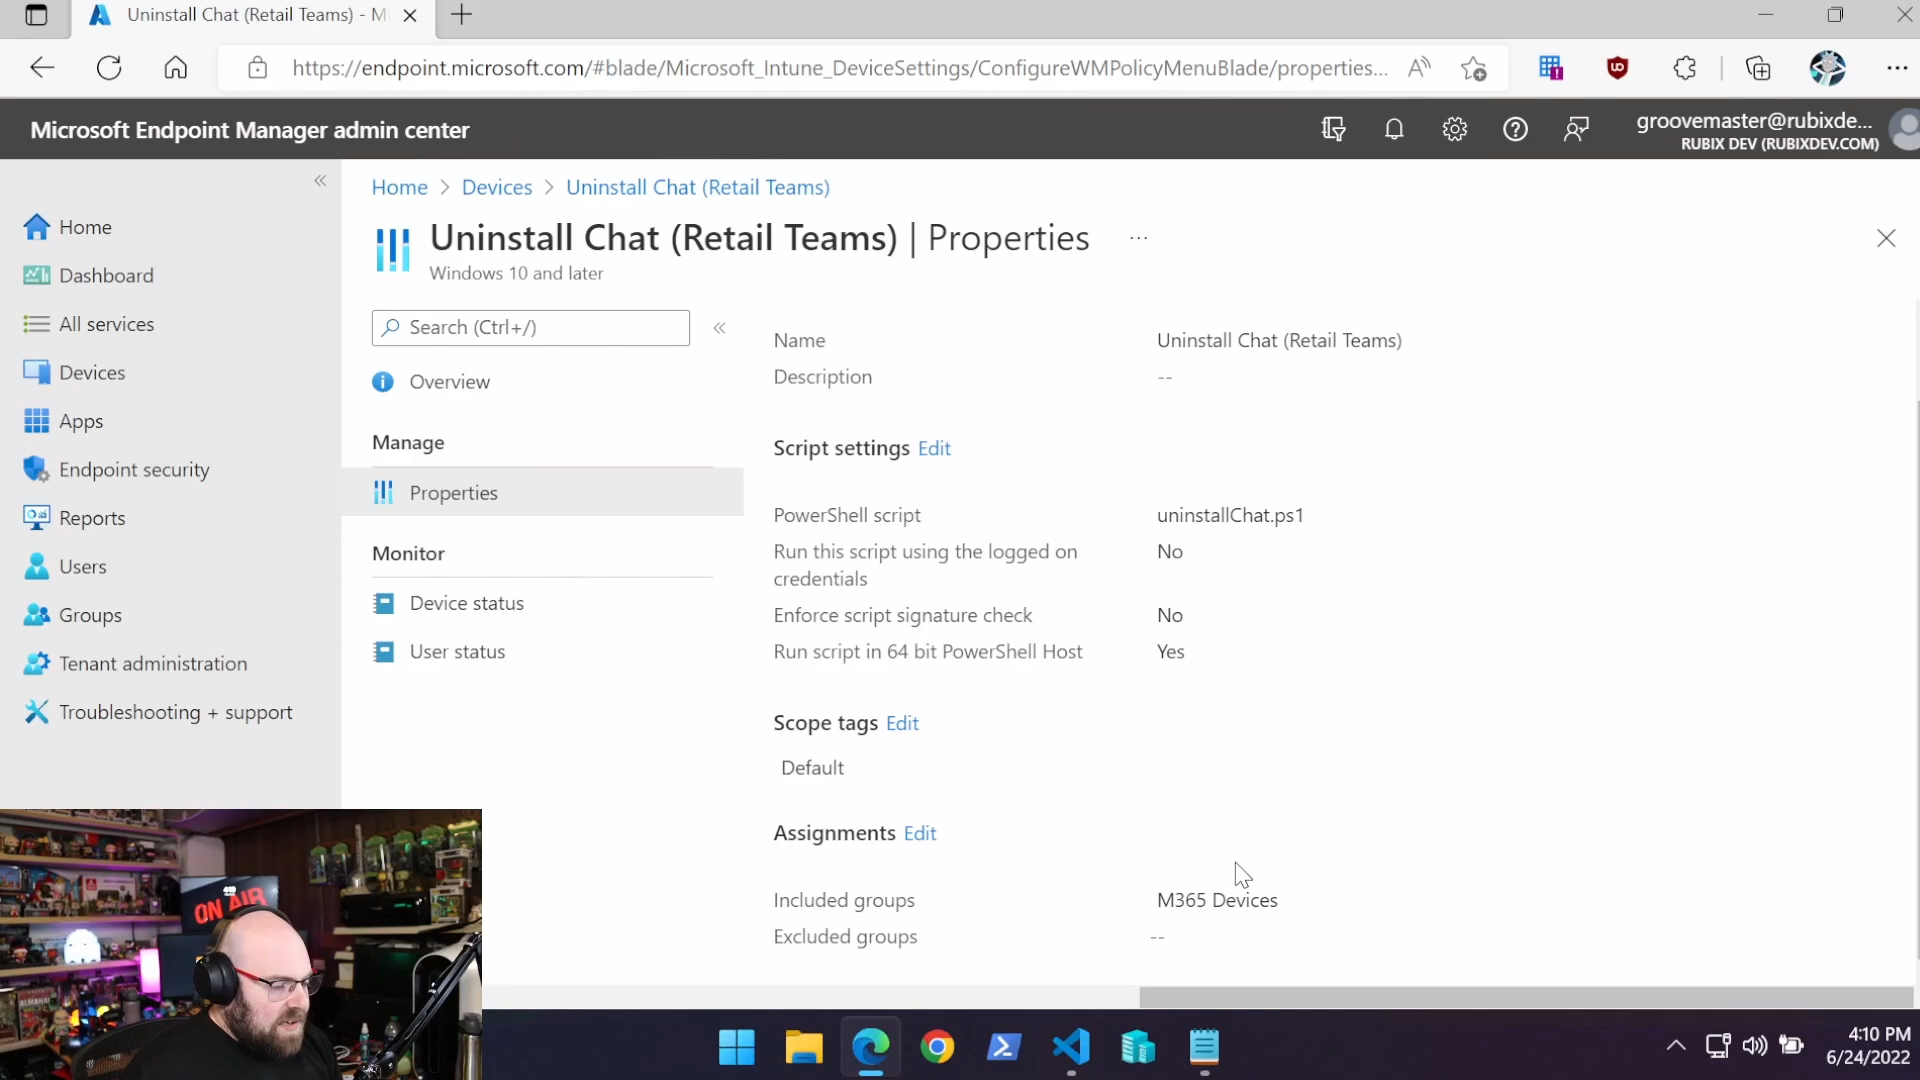 Uninstall Chat (Retail Teams) - Mi
https://endpoint.microsoft.com/#blade/Microsoft_Intune_DeviceSettings/ConfigureWMPolicyMenuBlade/properties...
Microsoft Endpoint Manager admin center
groovemaster@rubixde...
RUBIX DEV (RUBIXDEV.COM)
Home > Devices > Uninstall Chat (Retail Teams)
Uninstall Chat (Retail Teams) | Properties ...
Windows 10 and later
Home
Dashboard
All services
Devices
Apps
Endpoint security
Reports
Users
Groups
Tenant administration
Troubleshooting + support
Search (Ctrl+/)
Overview
Manage
Properties
Monitor
Device status
User status
Name Uninstall Chat (Retail Teams)
Description --
Script settings Edit
PowerShell script uninstallChat.ps1
Run this script using the logged on No
credentials
Enforce script signature check No
Run script in 64 bit PowerShell Host Yes
Scope tags Edit
Default
Assignments Edit
Included groups M365 Devices
Excluded groups --
ON AIR
4:10 PM
6/24/2022